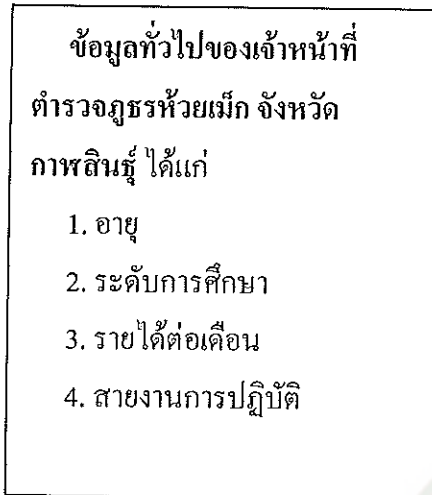 ข้อมูลทั่วไปของเจ้าหน้าที่
ตำรวจภูธรห้วยเม็ก จังหวัด
กาฬสินธุ์ ได้แก่
1. อายุ
2. ระดับการศึกษา
3. รายได้ต่อเดือน
4. สายงานการปฏิบัติ